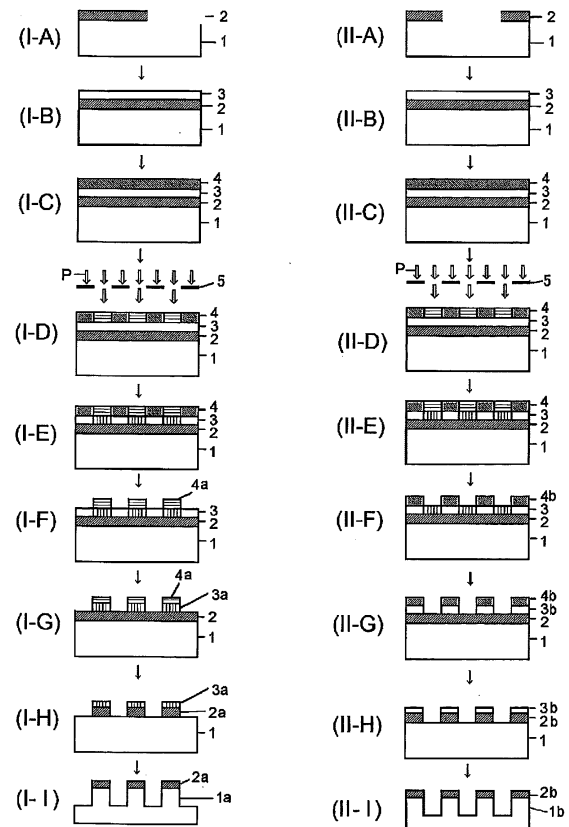 (I-A) 2 1
(I-B) 3 2 1
(I-C) 4 3 2 1
P 5
(I-D) 4 3 2 1
(I-E) 4 3 2 1
(I-F) 4a 3 2 1
(I-G) 4a 3a 2 1
(I-H) 3a 2a 1
(I-I) 2a 1a
(II-A) 2 1
(II-B) 3 2 1
(II-C) 4 3 2 1
P 5
(II-D) 4 3 2 1
(II-E) 4 3 2 1
(II-F) 4b 3 2 1
(II-G) 4b 3b 2 1
(II-H) 3b 2b 1
(II-I) 2b 1b